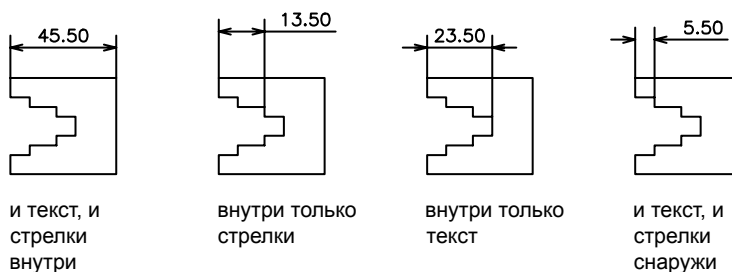 45.50
13.50
23.50
5.50
и текст, и
стрелки
внутри
внутри только
стрелки
внутри только
текст
и текст, и
стрелки
снаружи